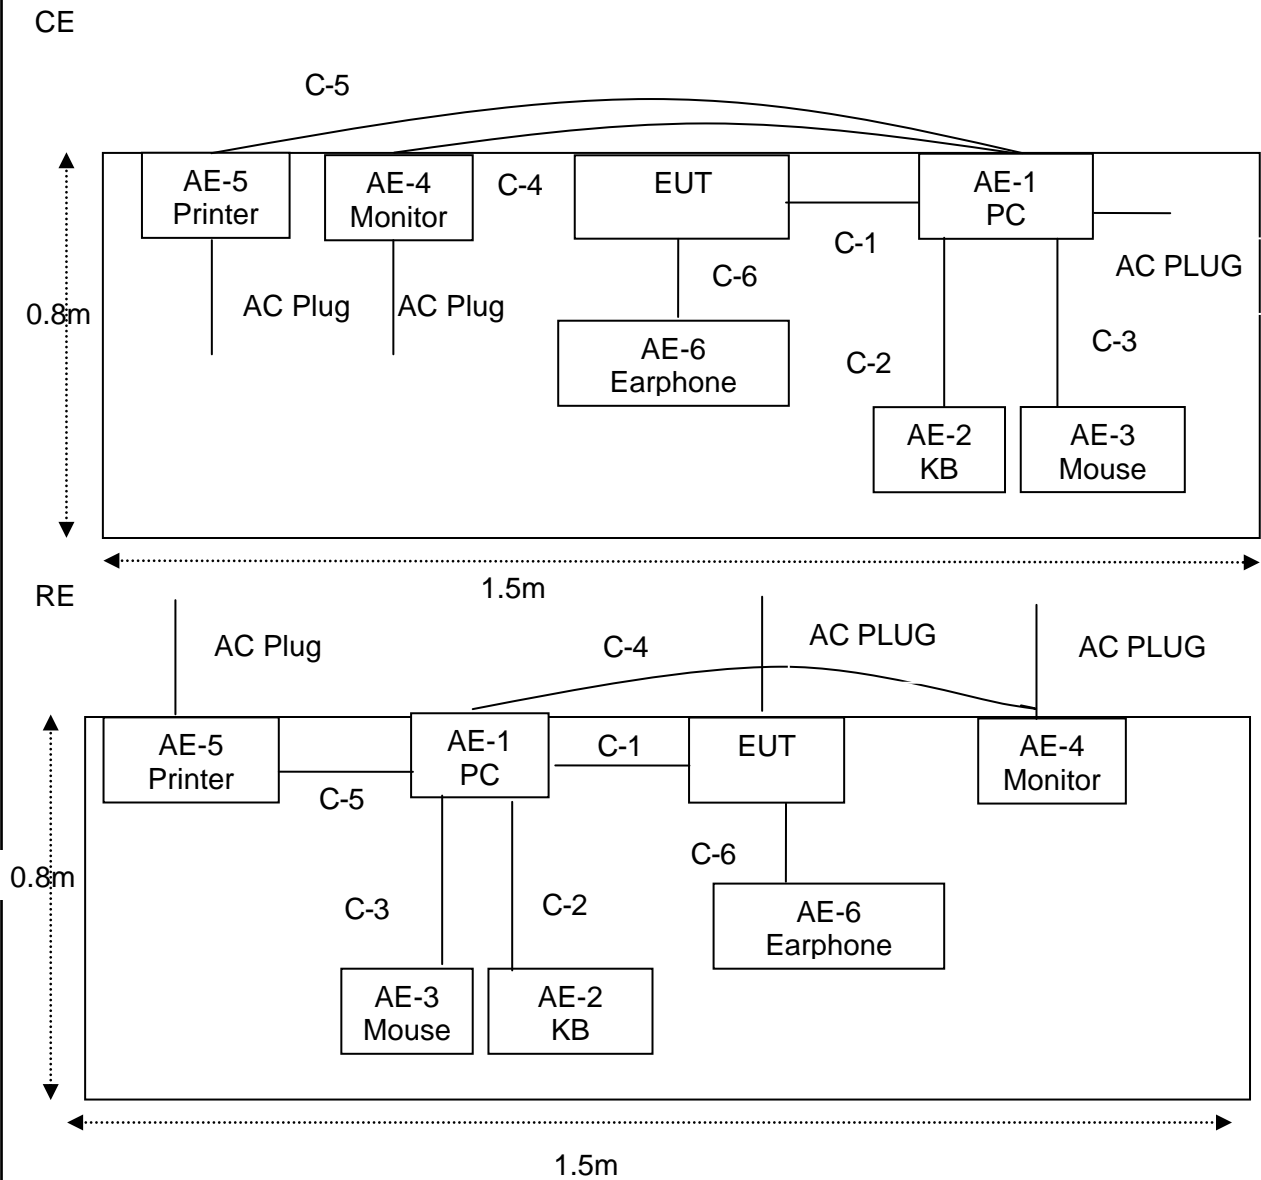 CE
C-5
AE-5
Printer
AE-4
Monitor
C-4
EUT
AE-1
PC
C-1
AC PLUG
C-6
AC Plug
AC Plug
0.8m
AE-6
Earphone
C-2
C-3
AE-2
KB
AE-3
Mouse
1.5m
RE
AC Plug
C-4
AC PLUG
AC PLUG
AE-5
Printer
AE-1
PC
C-1
EUT
AE-4
Monitor
C-5
C-6
0.8m
C-3
C-2
AE-6
Earphone
AE-3
Mouse
AE-2
KB
1.5m